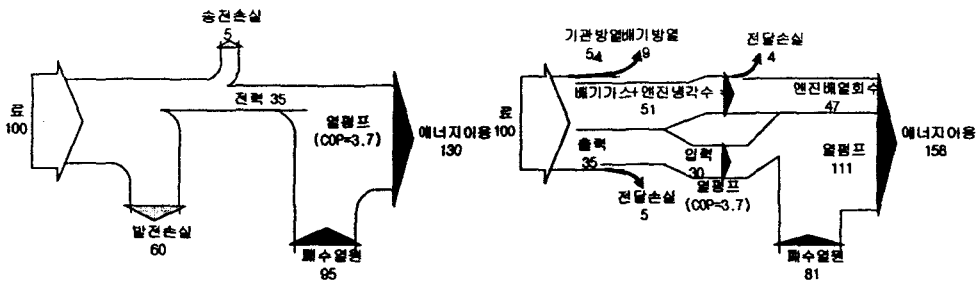 송전손실
5
료
100
전력 35
열펌프
(COP=3.7)
에너지이용
130
발전손실
60
폐수열원
95
기관방열배기방열
5
9
전달손실
4
료
100
배기가스+엔진냉각수
51
엔진배열회수
47
출력
35
입력
30
열펌프
(COP=3.7)
전달손실
5
열펌프
111
에너지이용
158
폐수열원
81